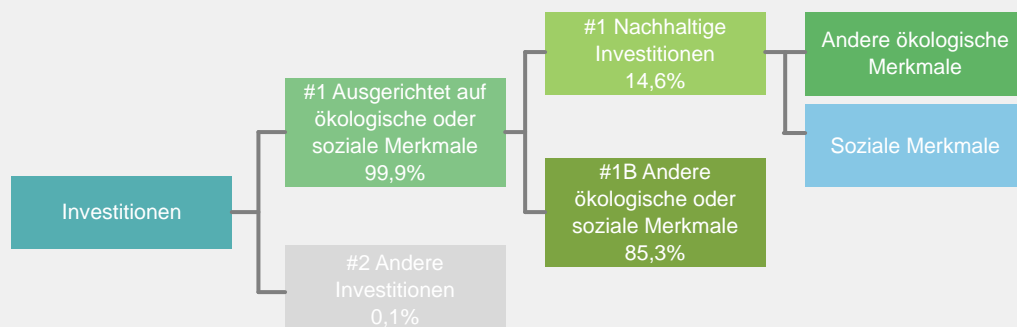 Investitionen
#1 Ausgerichtet auf
ökologische oder
soziale Merkmale
99,9%
#2 Andere
Investitionen
0,1%
#1 Nachhaltige
Investitionen
14,6%
#1B Andere
ökologische oder
soziale Merkmale
85,3%
Andere ökologische
Merkmale
Soziale Merkmale